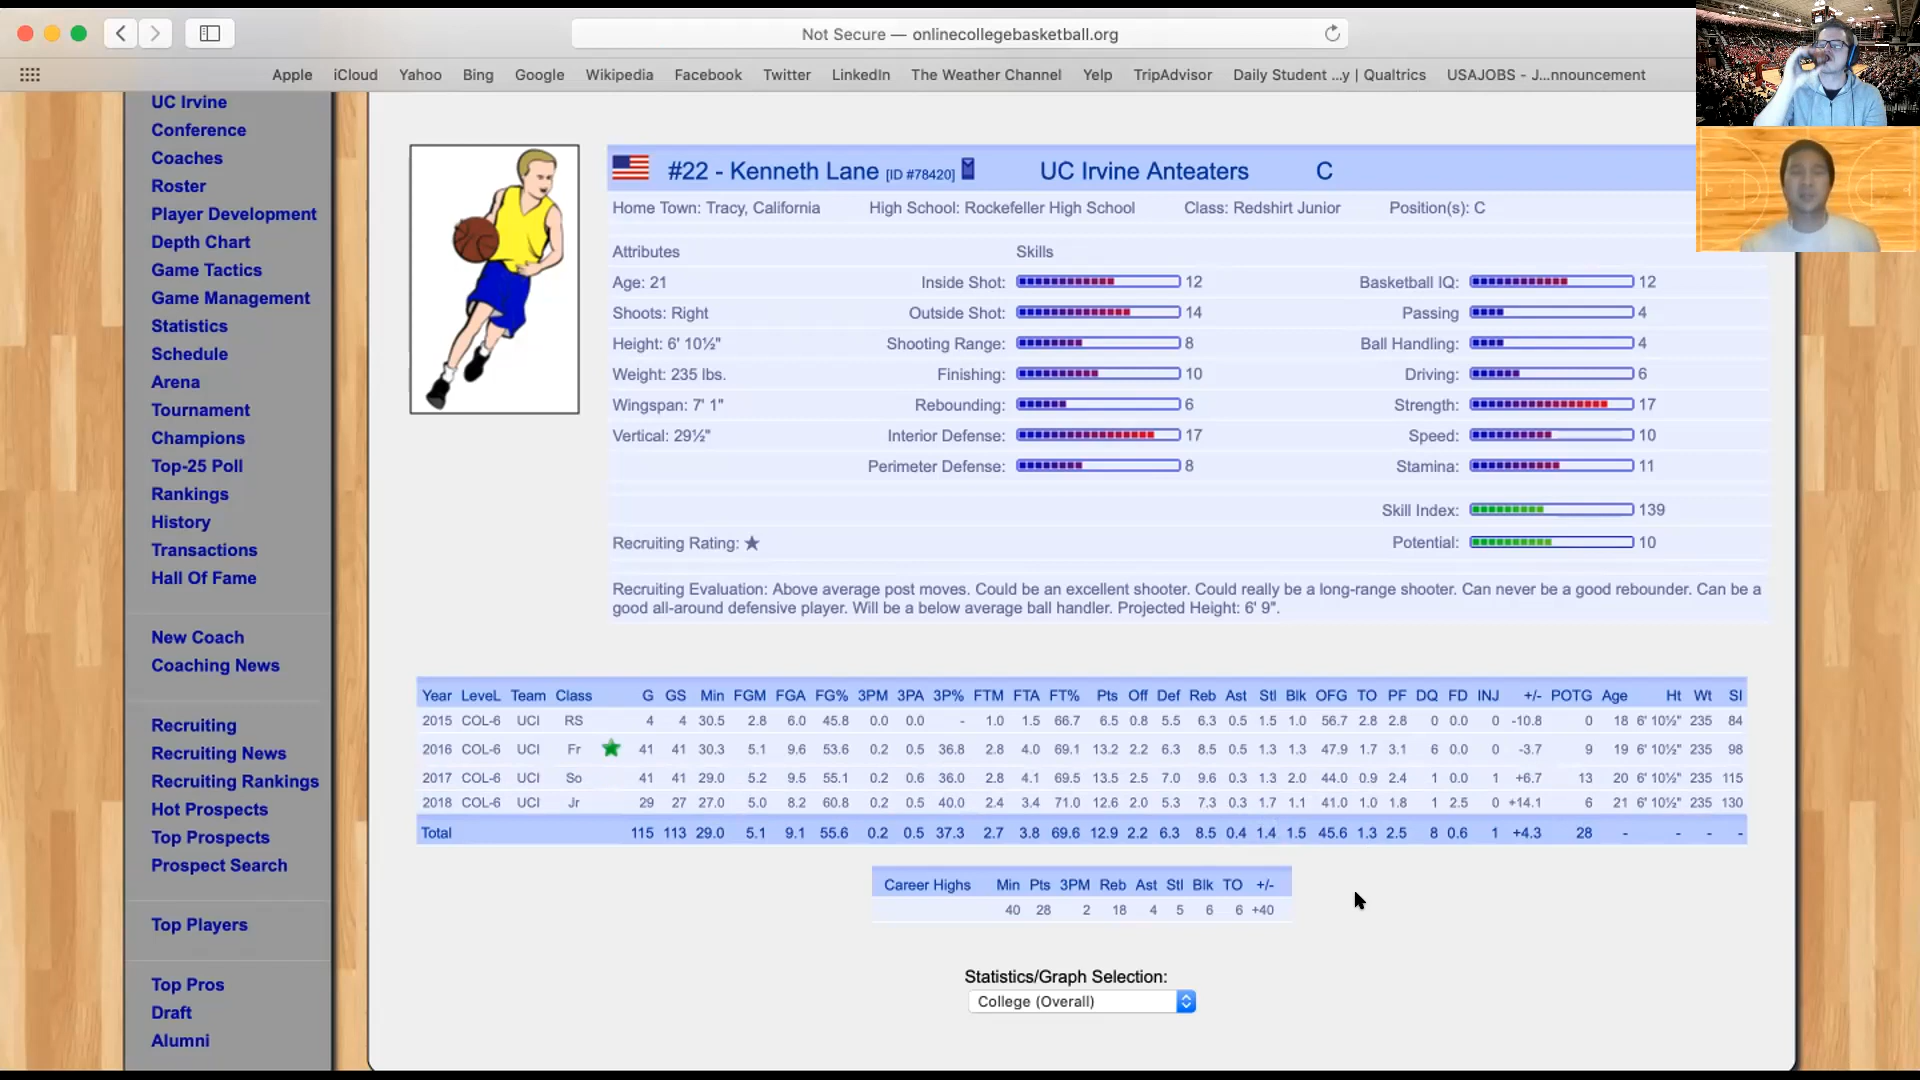 Not Secure — onlinecollegebasketball.org
Apple iCloud Yahoo Bing Google Wikipedia Facebook Twitter LinkedIn The Weather Channel Yelp TripAdvisor Daily Student ...y | Qualtrics USAJOBS - J...nnouncement
UC Irvine
Conference
Coaches
Roster
Player Development
Depth Chart
Game Tactics
Game Management
Statistics
Schedule
Arena
Tournament
Champions
Top-25 Poll
Rankings
History
Transactions
Hall Of Fame
New Coach
Coaching News
Recruiting
Recruiting News
Recruiting Rankings
Hot Prospects
Top Prospects
Prospect Search
Top Players
Top Pros
Draft
Alumni
#22 - Kenneth Lane [ID #78420] UC Irvine Anteaters C
Home Town: Tracy, California High School: Rockefeller High School Class: Redshirt Junior Position(s): C
Attributes Skills
Age: 21 Inside Shot: 12 Basketball IQ: 12
Shoots: Right Outside Shot: 14 Passing 4
Height: 6' 10½" Shooting Range: 8 Ball Handling: 4
Weight: 235 lbs. Finishing: 10 Driving: 6
Wingspan: 7' 1" Rebounding: 6 Strength: 17
Vertical: 29½" Interior Defense: 17 Speed: 10
Perimeter Defense: 8 Stamina: 11
Skill Index: 139
Recruiting Rating: ★ Potential: 10
Recruiting Evaluation: Above average post moves. Could be an excellent shooter. Could really be a long-range shooter. Can never be a good rebounder. Can be a
good all-around defensive player. Will be a below average ball handler. Projected Height: 6' 9".
Year LeveL Team Class G GS Min FGM FGA FG% 3PM 3PA 3P% FTM FTA FT% Pts Off Def Reb Ast Stl Blk OFG TO PF DQ FD INJ +/- POTG Age Ht Wt SI
2015 COL-6 UCI RS 4 4 30.5 2.8 6.0 45.8 0.0 0.0 - 1.0 1.5 66.7 6.5 0.8 5.5 6.3 0.5 1.5 1.0 56.7 2.8 2.8 0 0.0 0 -10.8 0 18 6' 10½" 235 84
2016 COL-6 UCI Fr 41 41 30.3 5.1 9.6 53.6 0.2 0.5 36.8 2.8 4.0 69.1 13.2 2.2 6.3 8.5 0.5 1.3 1.3 47.9 1.7 3.1 6 0.0 0 -3.7 9 19 6' 10½" 235 98
2017 COL-6 UCI So 41 41 29.0 5.2 9.5 55.1 0.2 0.6 36.0 2.8 4.1 69.5 13.5 2.5 7.0 9.6 0.3 1.3 2.0 44.0 0.9 2.4 1 0.0 1 +6.7 13 20 6' 10½" 235 115
2018 COL-6 UCI Jr 29 27 27.0 5.0 8.2 60.8 0.2 0.5 40.0 2.4 3.4 71.0 12.6 2.0 5.3 7.3 0.3 1.7 1.1 41.0 1.0 1.8 1 2.5 0 +14.1 6 21 6' 10½" 235 130
Total 115 113 29.0 5.1 9.1 55.6 0.2 0.5 37.3 2.7 3.8 69.6 12.9 2.2 6.3 8.5 0.4 1.4 1.5 45.6 1.3 2.5 8 0.6 1 +4.3 28 - - - -
Career Highs Min Pts 3PM Reb Ast Stl Blk TO +/-
40 28 2 18 4 5 6 6 +40
Statistics/Graph Selection:
College (Overall)